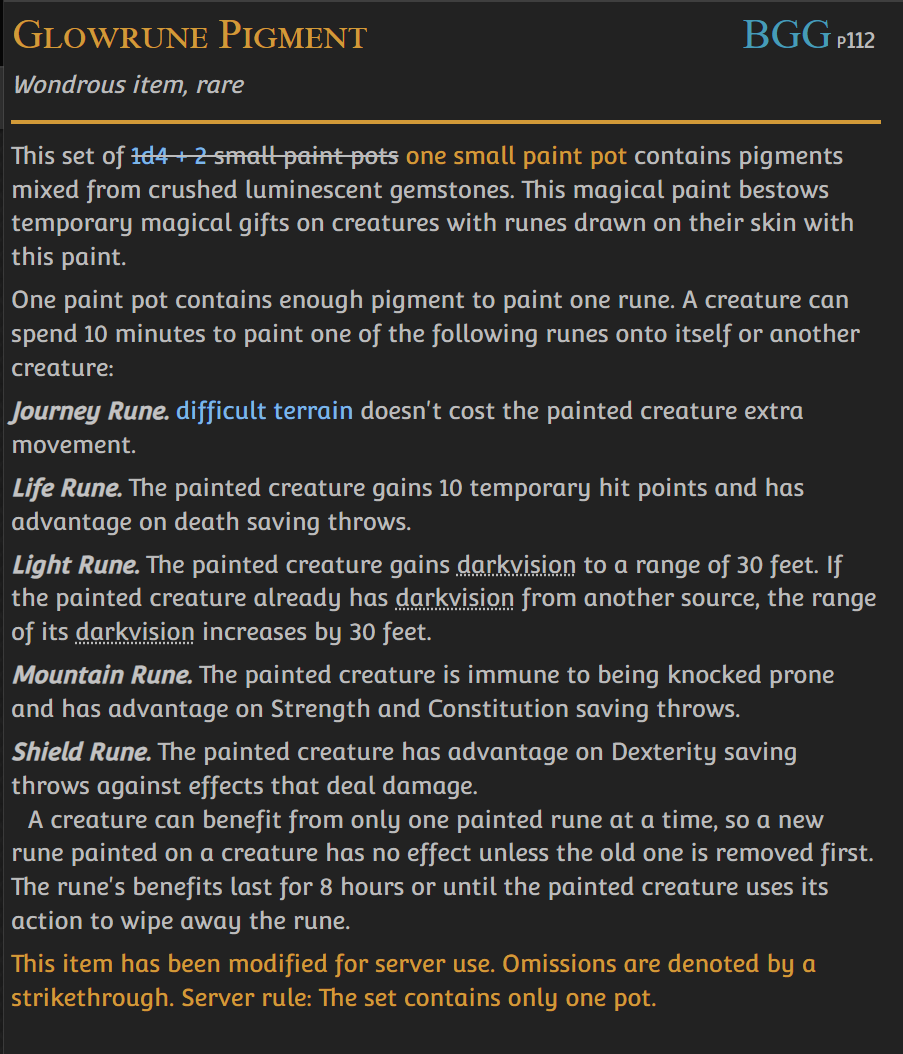 Glowrune Pigment BGG p112
Wondrous item, rare
This set of 1d4 + 2 small paint pots one small paint pot contains pigments
mixed from crushed luminescent gemstones. This magical paint bestows
temporary magical gifts on creatures with runes drawn on their skin with
this paint.
One paint pot contains enough pigment to paint one rune. A creature can
spend 10 minutes to paint one of the following runes onto itself or another
creature:
Journey Rune. difficult terrain doesn't cost the painted creature extra
movement.
Life Rune. The painted creature gains 10 temporary hit points and has
advantage on death saving throws.
Light Rune. The painted creature gains darkvision to a range of 30 feet. If
the painted creature already has darkvision from another source, the range
of its darkvision increases by 30 feet.
Mountain Rune. The painted creature is immune to being knocked prone
and has advantage on Strength and Constitution saving throws.
Shield Rune. The painted creature has advantage on Dexterity saving
throws against effects that deal damage.
A creature can benefit from only one painted rune at a time, so a new
rune painted on a creature has no effect unless the old one is removed first.
The rune's benefits last for 8 hours or until the painted creature uses its
action to wipe away the rune.
This item has been modified for server use. Omissions are denoted by a
strikethrough. Server rule: The set contains only one pot.